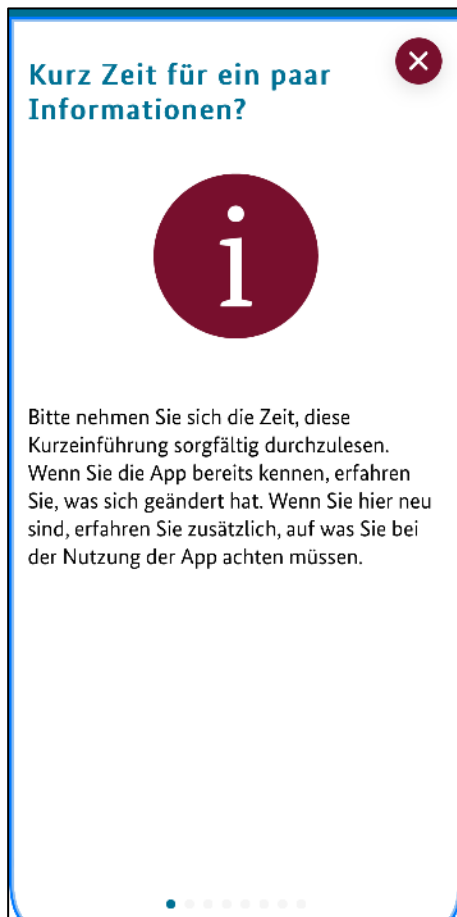 Kurz Zeit für ein paar
Informationen?
i
Bitte nehmen Sie sich die Zeit, diese
Kurzeinführung sorgfältig durchzulesen.
Wenn Sie die App bereits kennen, erfahren
Sie, was sich geändert hat. Wenn Sie hier neu
sind, erfahren Sie zusätzlich, auf was Sie bei
der Nutzung der App achten müssen.